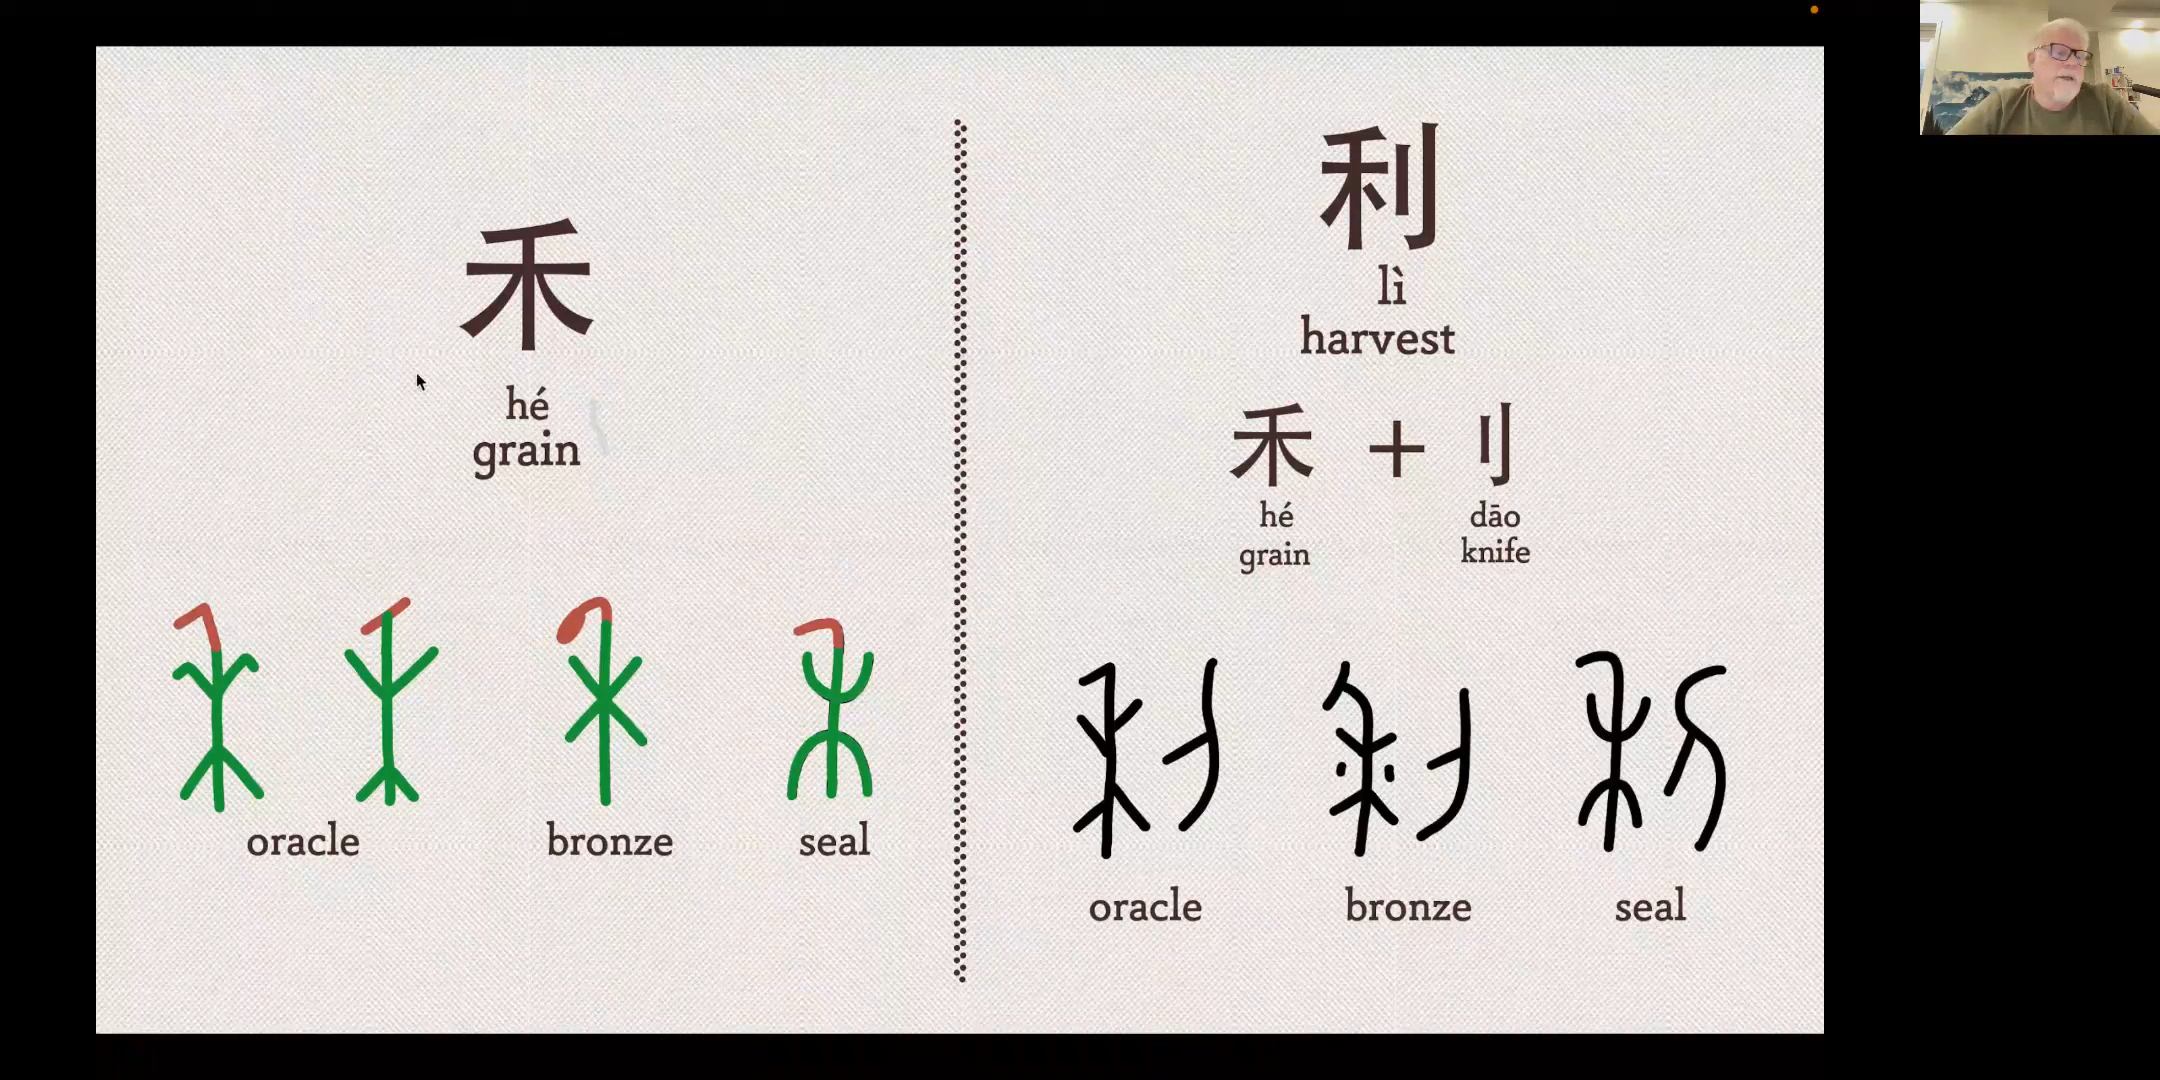 禾
hé
grain
oracle
bronze
seal
利
lì
harvest
禾 + 刂
hé
grain
dāo
knife
oracle
bronze
seal